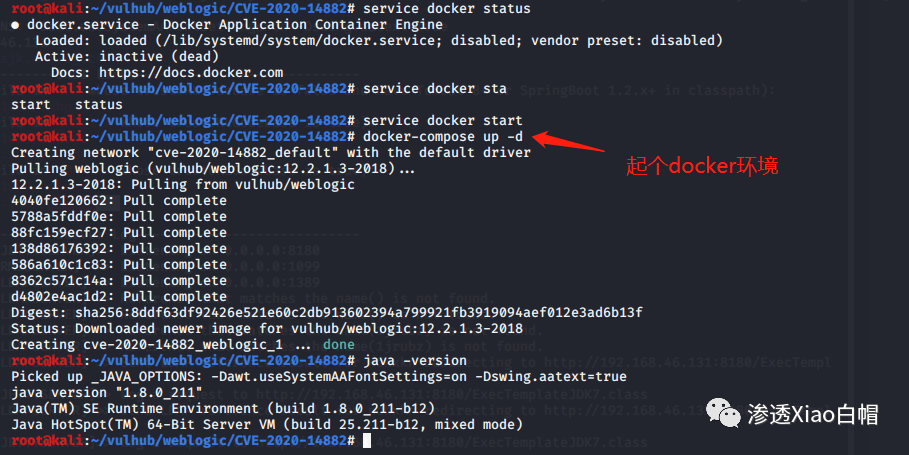 root@kali:~/vulhub/weblogic/CVE-2020-14882# service docker status
● docker.service - Docker Application Container Engine
Loaded: loaded (/lib/systemd/system/docker.service; disabled; vendor preset: disabled)
Active: inactive (dead)
Docs: https://docs.docker.com
root@kali:~/vulhub/weblogic/CVE-2020-14882# service docker sta
start status
root@kali:~/vulhub/weblogic/CVE-2020-14882# service docker start
root@kali:~/vulhub/weblogic/CVE-2020-14882# docker-compose up -d
Creating network "cve-2020-14882_default" with the default driver
Pulling weblogic (vulhub/weblogic:12.2.1.3-2018)...
起个docker环境
12.2.1.3-2018: Pulling from vulhub/weblogic
4040fe120662: Pull complete
5788a5fddf0e: Pull complete
88fc159ecf27: Pull complete
138d86176392: Pull complete
586a610c1c83: Pull complete
8362c571c14a: Pull complete
d4802e4ac1d2: Pull complete
Digest: sha256:8ddf63df92426e521e60c2db913602394a799921fb3919094aef012e3ad6b13f
Status: Downloaded newer image for vulhub/weblogic:12.2.1.3-2018
Creating cve-2020-14882_weblogic_1 ... done
root@kali:~/vulhub/weblogic/CVE-2020-14882# java -version
Picked up _JAVA_OPTIONS: -Dawt.useSystemAAFontSettings=on -Dswing.aatext=true
java version "1.8.0_211"
Java(TM) SE Runtime Environment (build 1.8.0_211-b12)
Java HotSpot(TM) 64-Bit Server VM (build 25.211-b12, mixed mode)
root@kali:~/vulhub/weblogic/CVE-2020-14882#
渗透Xiao白帽